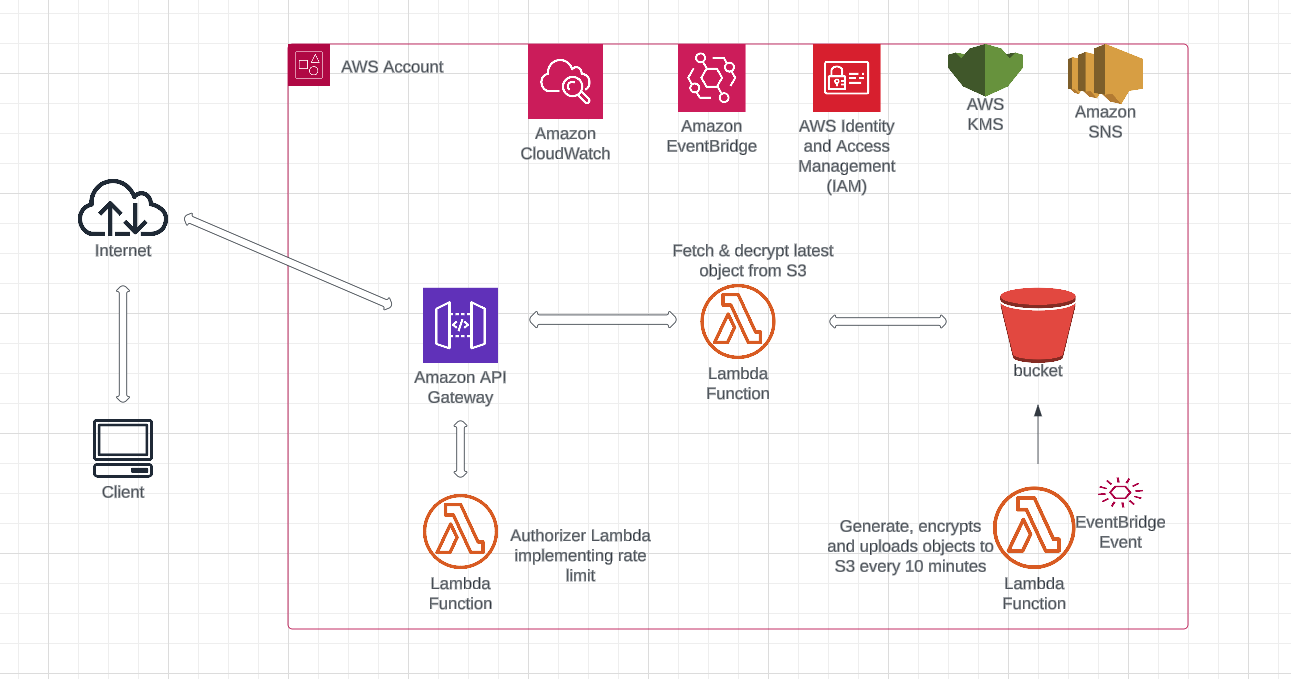 AWS Account
Amazon
CloudWatch
Amazon
EventBridge
AWS Identity
and Access
Management
(IAM)
AWS
KMS
Amazon
SNS
Internet
Fetch & decrypt latest
object from S3
Amazon API
Gateway
Lambda
Function
bucket
Client
Authorizer Lambda
implementing rate
limit
Lambda
Function
Generate, encrypts
and uploads objects to
S3 every 10 minutes
EventBridge
Event
Lambda
Function